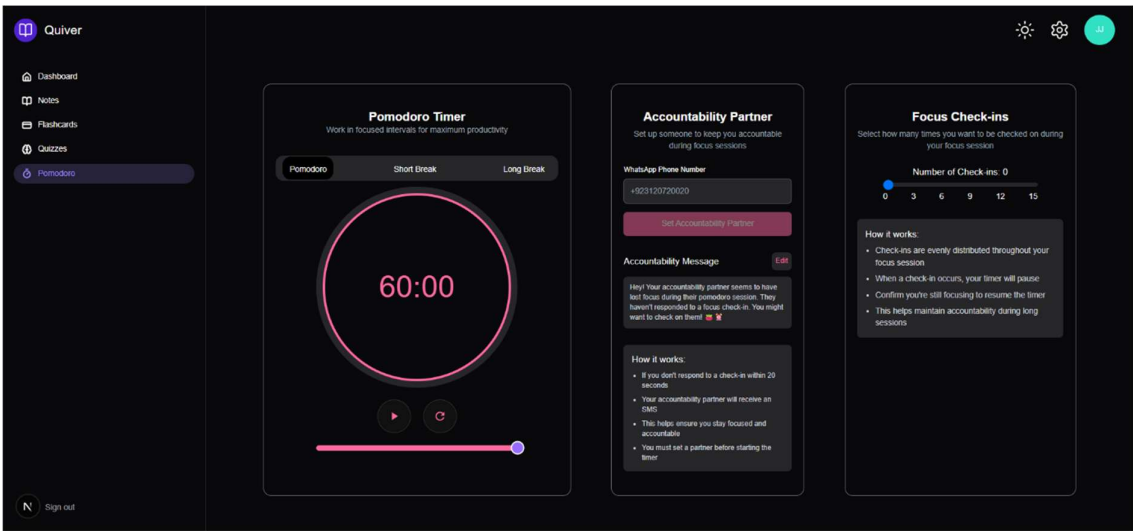 Quiver
JJ
Dashboard
Notes
Flashcards
Quizzes
Pomodoro
N
Sign out
Pomodoro Timer
Work in focused intervals for maximum productivity
Pomodoro
Short Break
Long Break
60:00
Accountability Partner
Set up someone to keep you accountable
during focus sessions
WhatsApp Phone Number
+923120720020
Set Accountability Partner
Accountability Message
Edit
Hey! Your accountability partner seems to have
lost focus during their pomodoro session. They
haven't responded to a focus check-in. You might
want to check on them!
How it works:
• If you don't respond to a check-in within 20
seconds
• Your accountability partner will receive an
SMS
• This helps ensure you stay focused and
accountable
• You must set a partner before starting the
timer
Focus Check-ins
Select how many times you want to be checked on during
your focus session
Number of Check-ins: 0
0 3 6 9 12 15
How it works:
• Check-ins are evenly distributed throughout your
focus session
• When a check-in occurs, your timer will pause
• Confirm you're still focusing to resume the timer
• This helps maintain accountability during long
sessions